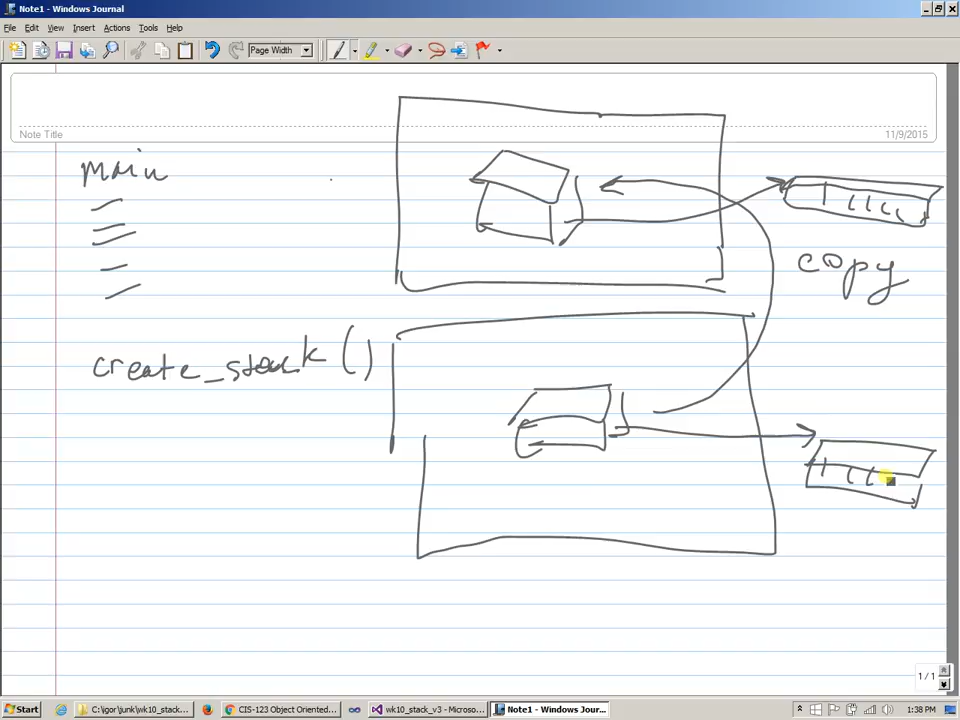 Note1 - Windows Journal
File Edit View Insert Actions Tools Help
Page Width
Note Title
11/9/2015
main
copy
create_stack()
1 / 1
Start
C:\igor\junk\wk10_stack...
CIS-123 Object Oriented...
wk10_stack_v3 - Microso...
Note1 - Windows Jour...
1:38 PM